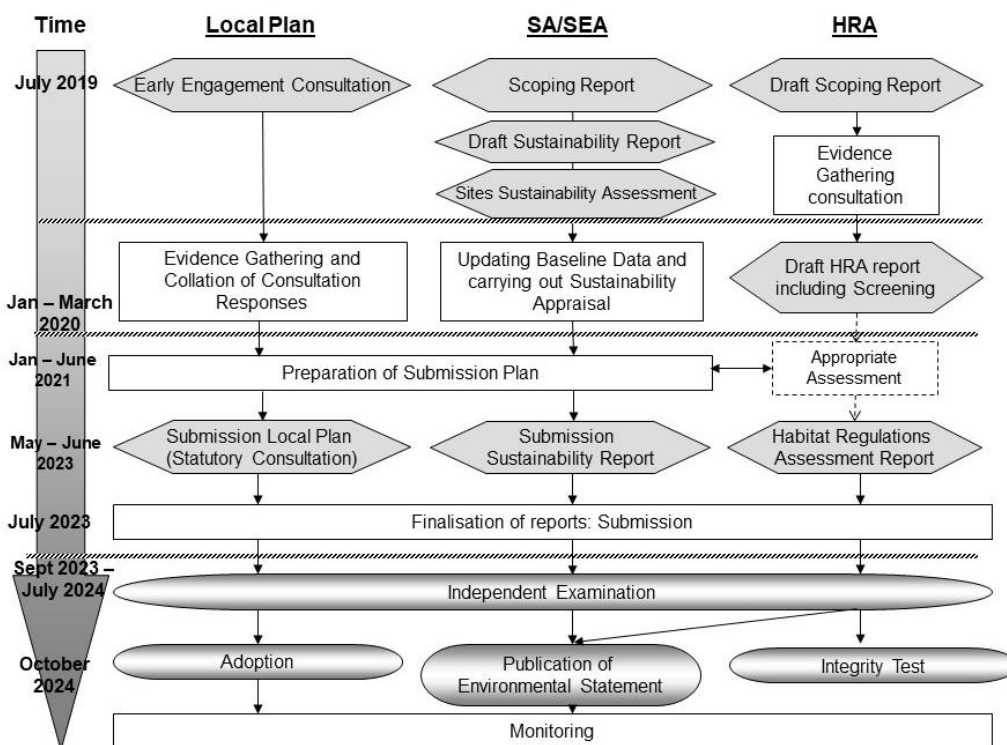 Time
Local Plan
SA/SEA
HRA
July 2019
Early Engagement Consultation
Scoping Report
Draft Scoping Report
Draft Sustainability Report
Evidence
Gathering
consultation
Sites Sustainability Assessment
Jan – March
2020
Evidence Gathering and
Collation of Consultation
Responses
Updating Baseline Data and
carrying out Sustainability
Appraisal
Draft HRA report
including Screening
Jan – June
2021
Preparation of Submission Plan
Appropriate
Assessment
May – June
2023
Submission Local Plan
(Statutory Consultation)
Submission
Sustainability Report
Habitat Regulations
Assessment Report
July 2023
Finalisation of reports: Submission
Sept 2023 –
July 2024
Independent Examination
October
2024
Adoption
Publication of
Environmental Statement
Integrity Test
Monitoring